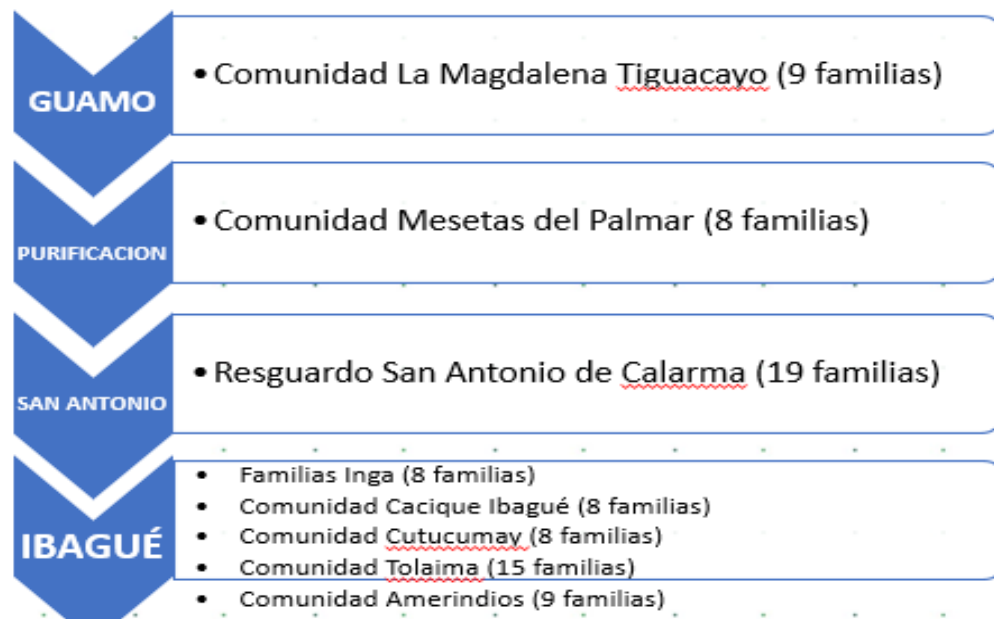 GUAMO
• Comunidad La Magdalena Tiguacayo (9 familias)
PURIFICACION
• Comunidad Mesetas del Palmar (8 familias)
SAN ANTONIO
• Resguardo San Antonio de Calarma (19 familias)
IBAGUÉ
• Familias Inga (8 familias)
• Comunidad Cacique Ibagué (8 familias)
• Comunidad Cutucumay (8 familias)
• Comunidad Tolaima (15 familias)
• Comunidad Amerindios (9 familias)